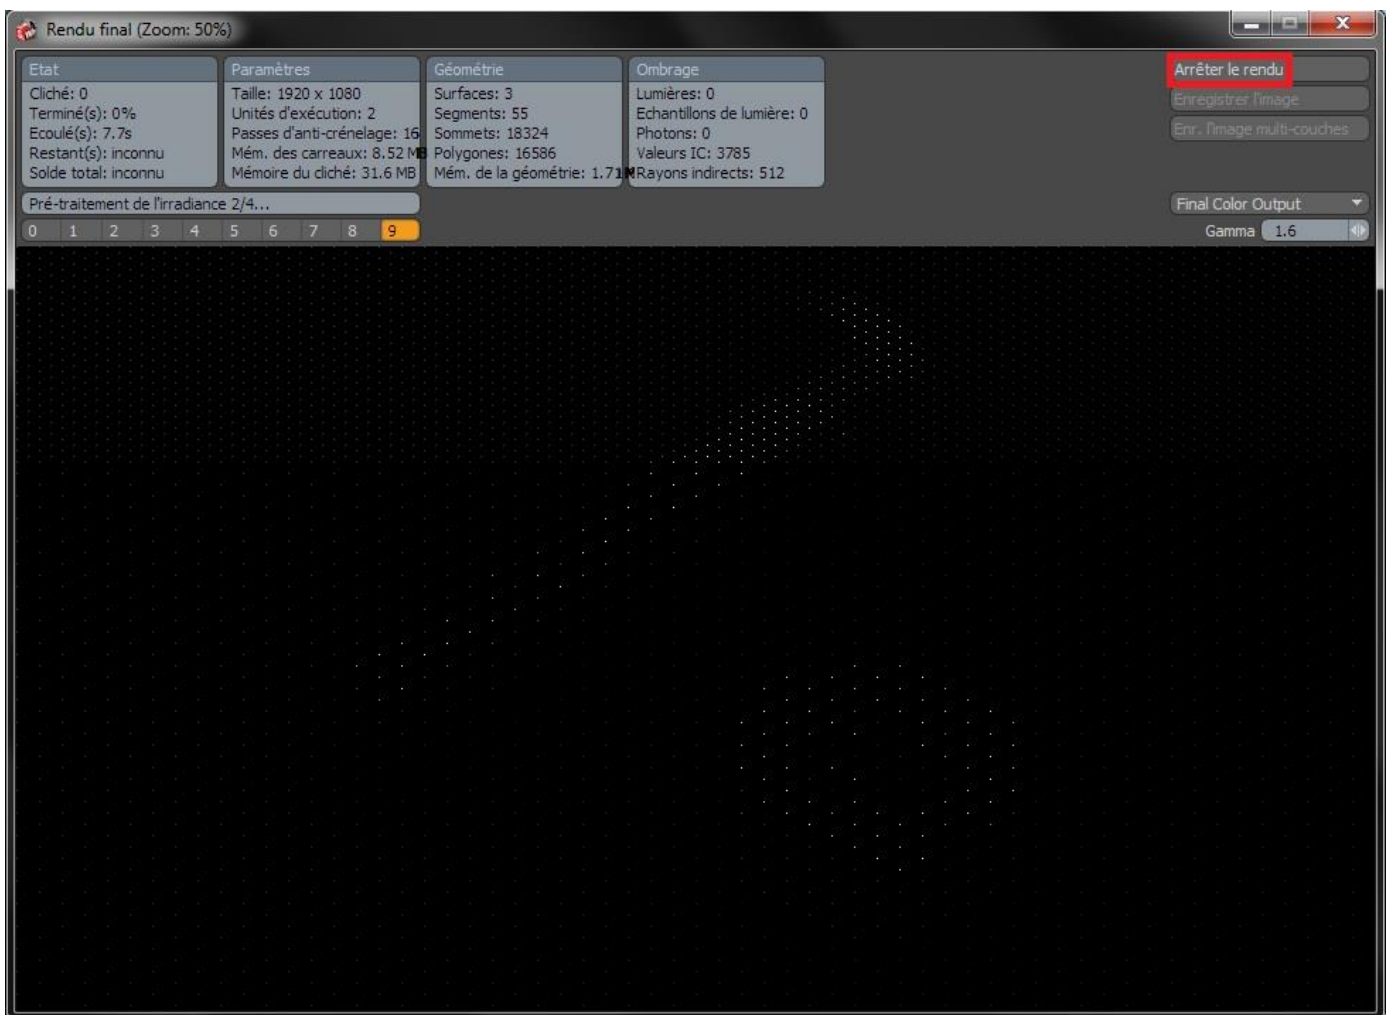 Rendu final (Zoom: 50%)
Etat
Cliché: 0
Terminé(s): 0%
Ecoulé(s): 7.7s
Restant(s): inconnu
Solde total: inconnu
Paramètres
Taille: 1920 x 1080
Unités d'exécution: 2
Passes d'anti-crénelage: 16
Mém. des carreaux: 8.52 MB
Mémoire du cliché: 31.6 MB
Géométrie
Surfaces: 3
Segments: 55
Sommets: 18324
Polygones: 16586
Mém. de la géométrie: 1.71 M
Ombrage
Lumières: 0
Echantillons de lumière: 0
Photons: 0
Valeurs IC: 3785
Rayons indirects: 512
Arrêter le rendu
Enregistrer l'image
Enr. l'image multi-couches
Pré-traitement de l'irradiance 2/4...
Final Color Output
0 1 2 3 4 5 6 7 8 9
Gamma 1.6